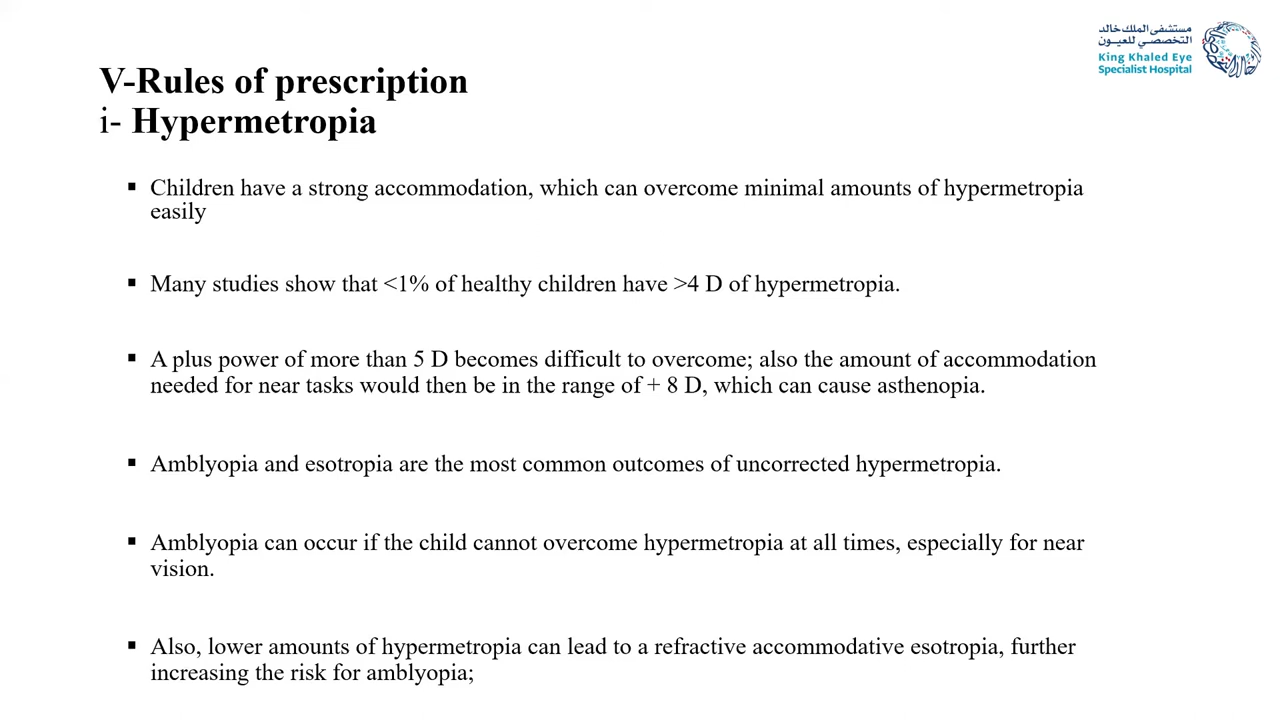 مستشفى الملك خالد
التخصصي للعيون
King Khaled Eye
Specialist Hospital
V-Rules of prescription
i- Hypermetropia
▪ Children have a strong accommodation, which can overcome minimal amounts of hypermetropia
easily
▪ Many studies show that <1% of healthy children have >4 D of hypermetropia.
▪ A plus power of more than 5 D becomes difficult to overcome; also the amount of accommodation
needed for near tasks would then be in the range of + 8 D, which can cause asthenopia.
▪ Amblyopia and esotropia are the most common outcomes of uncorrected hypermetropia.
▪ Amblyopia can occur if the child cannot overcome hypermetropia at all times, especially for near
vision.
▪ Also, lower amounts of hypermetropia can lead to a refractive accommodative esotropia, further
increasing the risk for amblyopia;